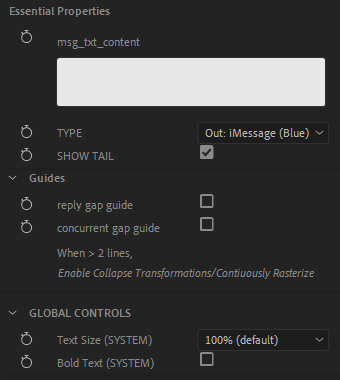 Essential Properties
msg_txt_content
TYPE Out: iMessage (Blue)
SHOW TAIL
Guides
reply gap guide
concurrent gap guide
When > 2 lines,
Enable Collapse Transformations/Contiuously Rasterize
GLOBAL CONTROLS
Text Size (SYSTEM) 100% (default)
Bold Text (SYSTEM)